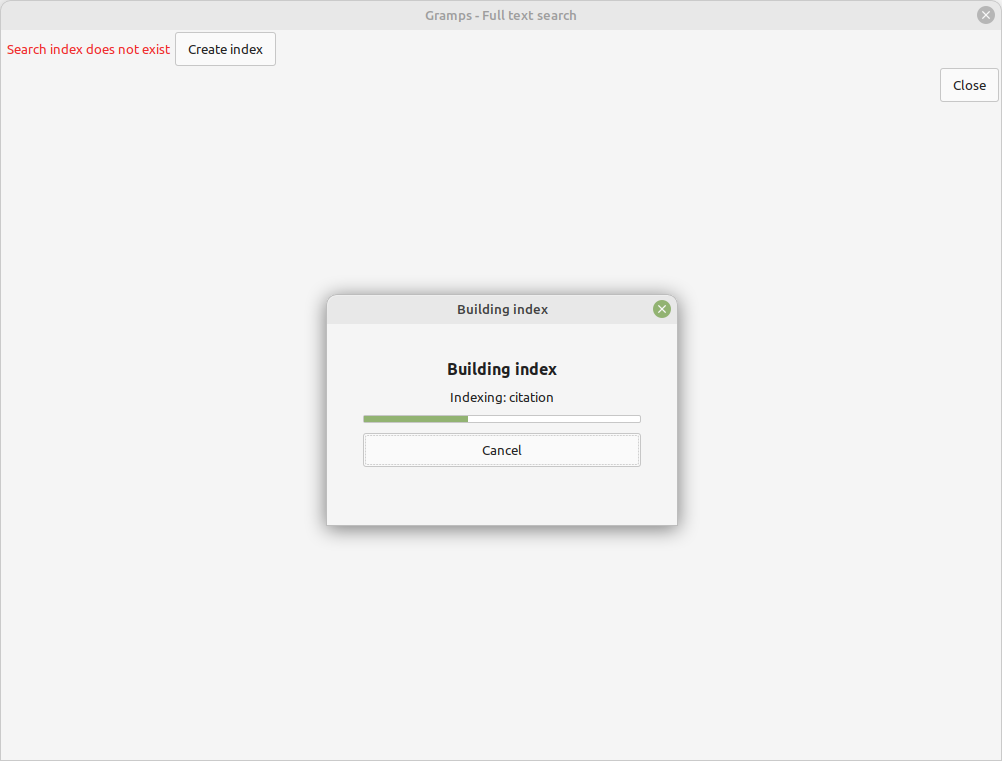 Gramps - Full text search
Search index does not exist
Create index
Close
Building index
Building index
Indexing: citation
Cancel